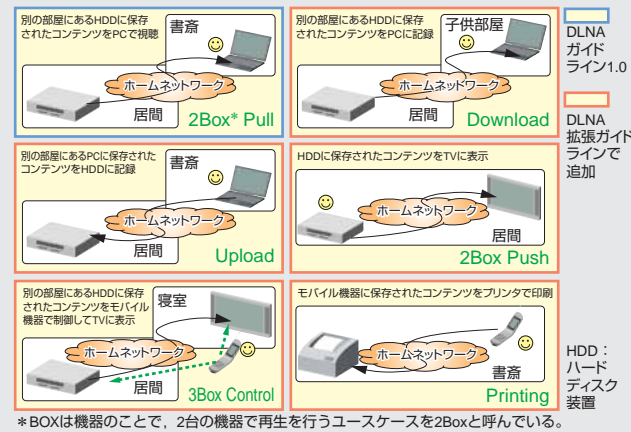 別の部屋にあるHDDに保存
されたコンテンツをPCで視聴
書斎
ホームネットワーク
居間
2Box* Pull
別の部屋にあるHDDに保存
されたコンテンツをPCに記録
子供部屋
ホームネットワーク
居間
Download
DLNA
ガイド
ライン1.0
DLNA
拡張ガイド
ラインで
追加
別の部屋にあるPCに保存された
コンテンツをHDDに記録
書斎
ホームネットワーク
居間
Upload
HDDに保存されたコンテンツをTVに表示
ホームネットワーク
居間
2Box Push
別の部屋にあるHDDに保存
されたコンテンツをモバイル
機器で制御してTVに表示
寝室
ホームネットワーク
居間
3Box Control
モバイル機器に保存されたコンテンツをプリンタで印刷
ホームネットワーク
書斎
Printing
HDD：
ハード
ディスク
装置
＊BOXは機器のことで，2台の機器で再生を行うユースケースを2Boxと呼んでいる。